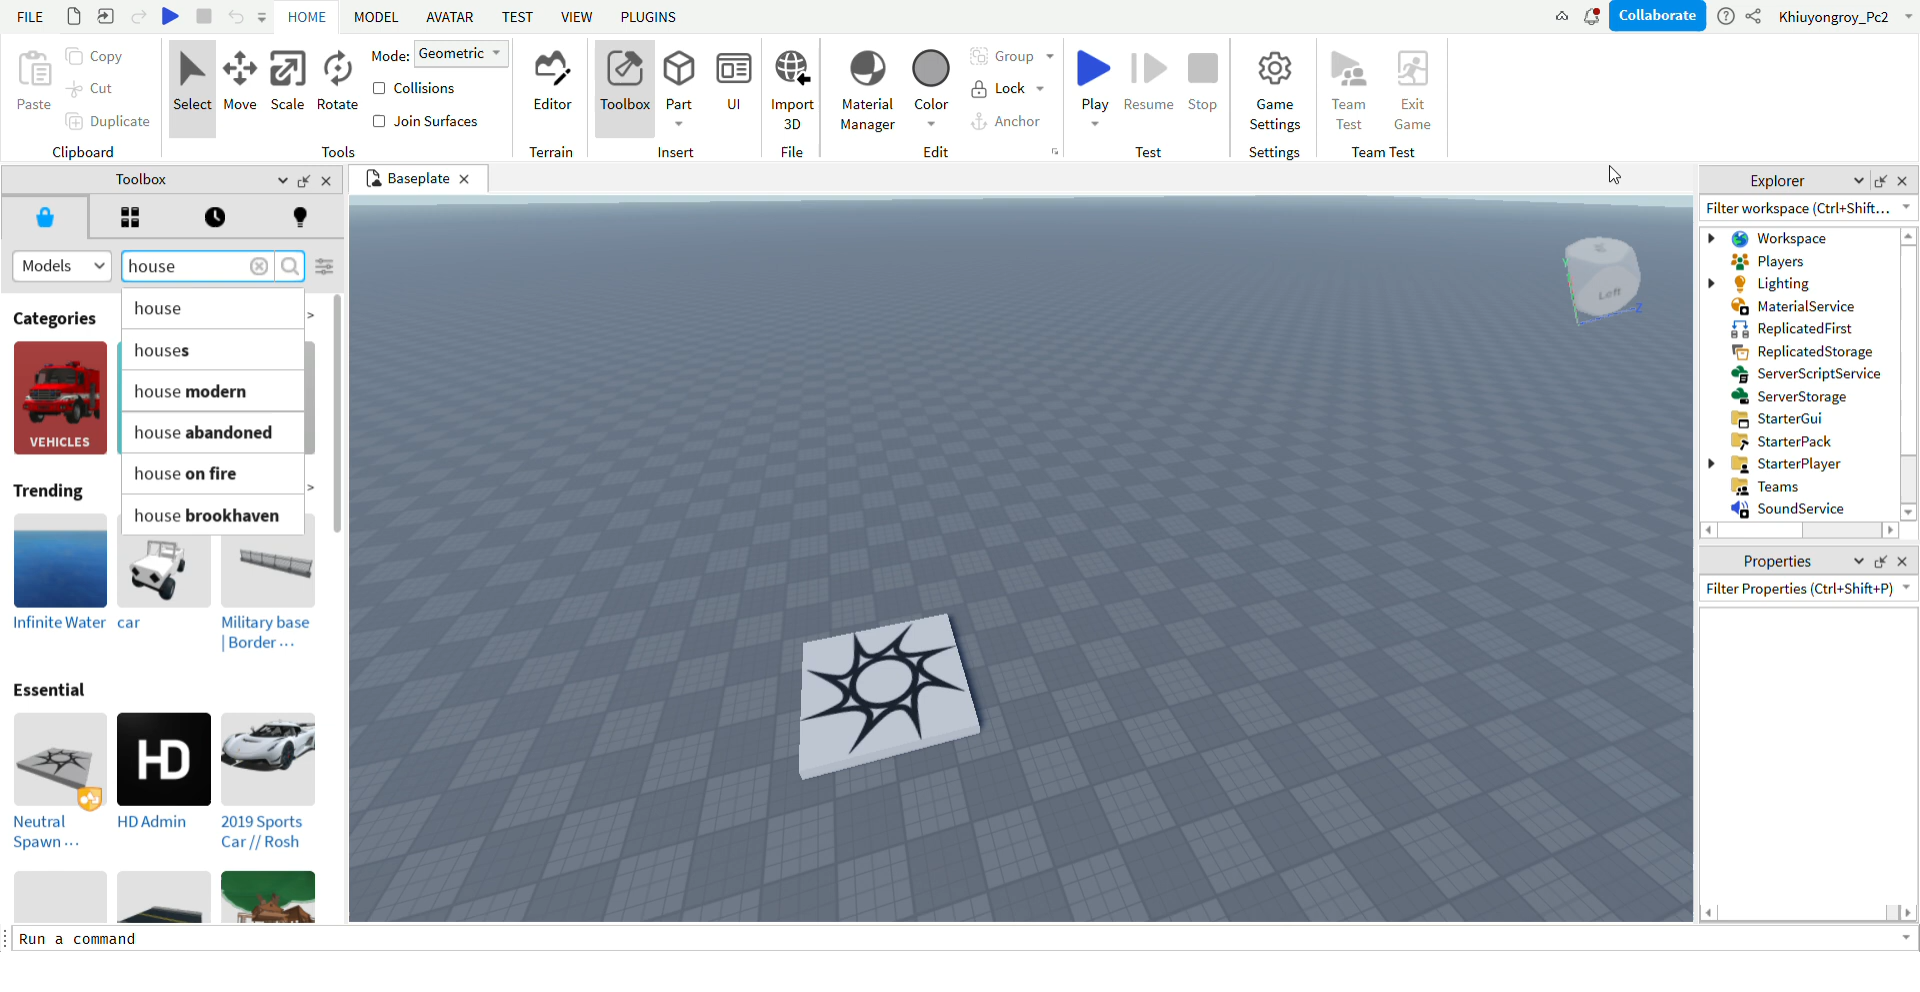 FILE HOME MODEL AVATAR TEST VIEW PLUGINS Collaborate Khiuyongroy_Pc2
Paste Copy Cut Duplicate
Clipboard
Select Move Scale Rotate
Mode: Geometric
Collisions
Join Surfaces
Tools
Editor
Terrain
Toolbox Part UI
Insert
Import 3D
File
Material Manager Color Group Lock Anchor
Edit
Play Resume Stop
Test
Game Settings
Settings
Team Test Exit Game
Team Test
Toolbox
Models house
house
houses
house modern
house abandoned
house on fire
house brookhaven
Categories >
VEHICLES
Trending >
Infinite Water
car
Military base
| Border ...
Essential
HD
Neutral
Spawn ...
HD Admin
2019 Sports
Car // Rosh
Baseplate
Left
Y
Z
Explorer
Filter workspace (Ctrl+Shift...
Workspace
Players
Lighting
MaterialService
ReplicatedFirst
ReplicatedStorage
ServerScriptService
ServerStorage
StarterGui
StarterPack
StarterPlayer
Teams
SoundService
Properties
Filter Properties (Ctrl+Shift+P)
Run a command